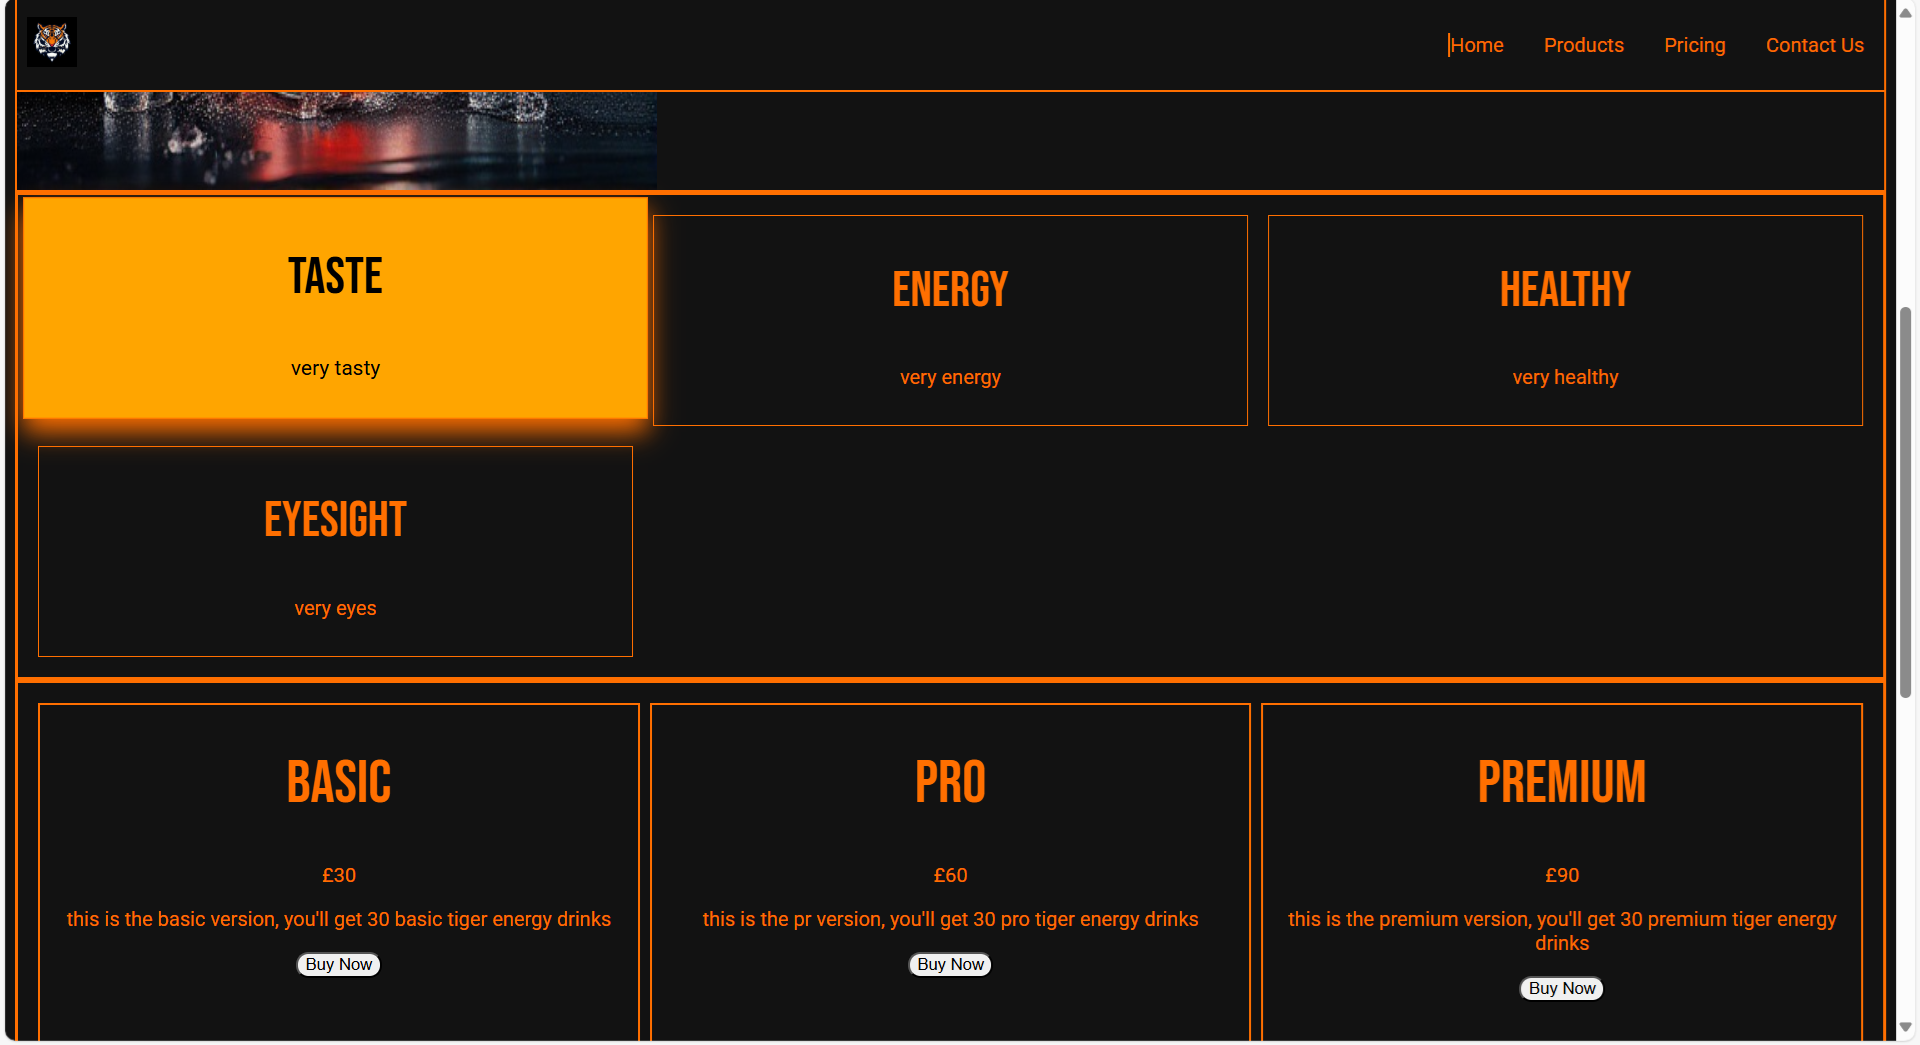 Home Products Pricing Contact Us
TASTE
very tasty
ENERGY
very energy
HEALTHY
very healthy
EYESIGHT
very eyes
BASIC
£30
this is the basic version, you'll get 30 basic tiger energy drinks
Buy Now
PRO
£60
this is the pr version, you'll get 30 pro tiger energy drinks
Buy Now
PREMIUM
£90
this is the premium version, you'll get 30 premium tiger energy
drinks
Buy Now